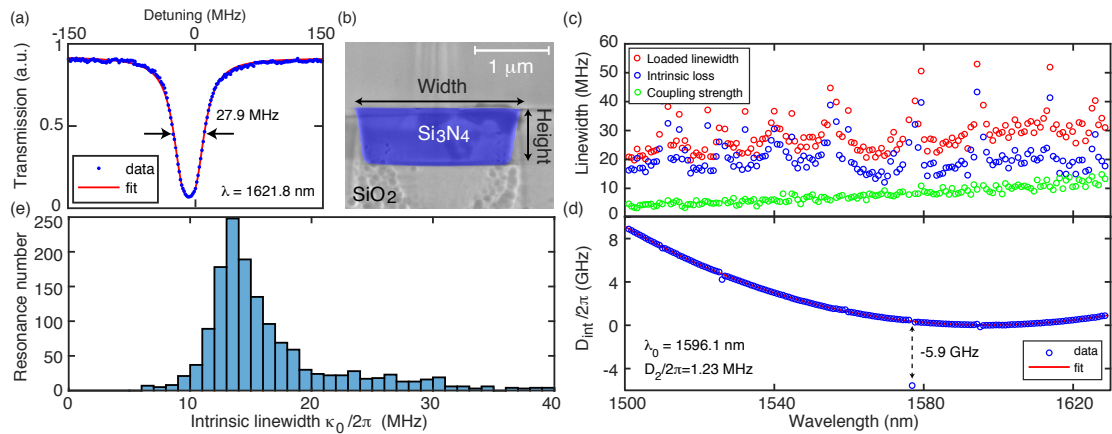 (a)
Detuning (MHz)
-150
0
150
Transmission (a.u.)
1
0.5
0
27.9 MHz
data
fit
λ = 1621.8 nm
(b)
1 μm
Width
Height
Si3N4
SiO2
(c)
Linewidth (MHz)
60
50
40
30
20
10
0
Loaded linewidth
Intrinsic loss
Coupling strength
(d)
Dint/2π (GHz)
8
4
0
-4
λ0 = 1596.1 nm
D2/2π=1.23 MHz
-5.9 GHz
data
fit
1500
1540
1580
1620
Wavelength (nm)
(e)
Resonance number
250
200
150
100
50
0
0
10
20
30
40
Intrinsic linewidth κ0/2π (MHz)